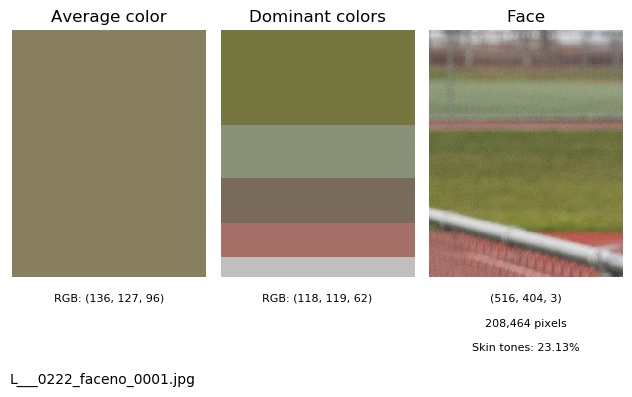 Average color
Dominant colors
Face
RGB: (136, 127, 96)
RGB: (118, 119, 62)
(516, 404, 3)
208,464 pixels
Skin tones: 23.13%
L___0222_faceno_0001.jpg